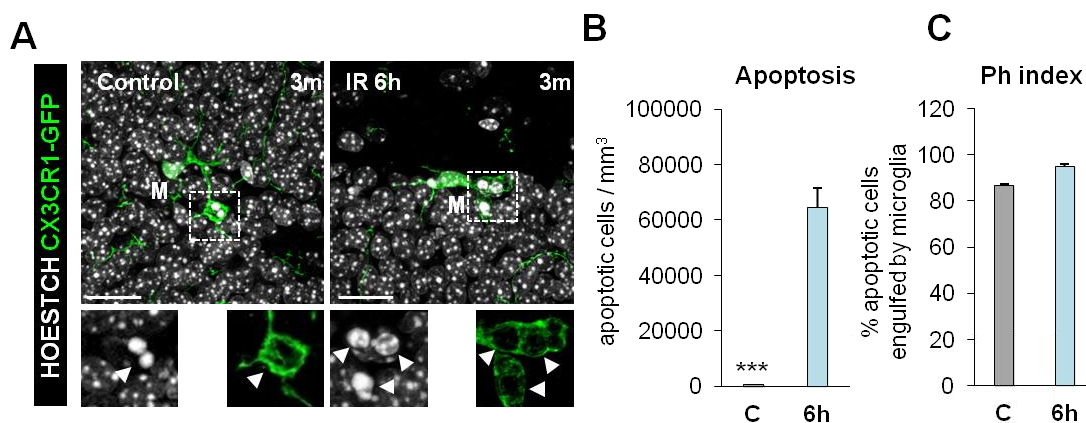 A
HOESTCH CX3CR1-GFP
Control 3m
M
IR 6h 3m
M
B
Apoptosis
apoptotic cells / mm³
100000
80000
60000
40000
20000
0
***
C 6h
C
Ph index
% apoptotic cells
engulfed by microglia
120
100
80
60
40
20
0
C 6h